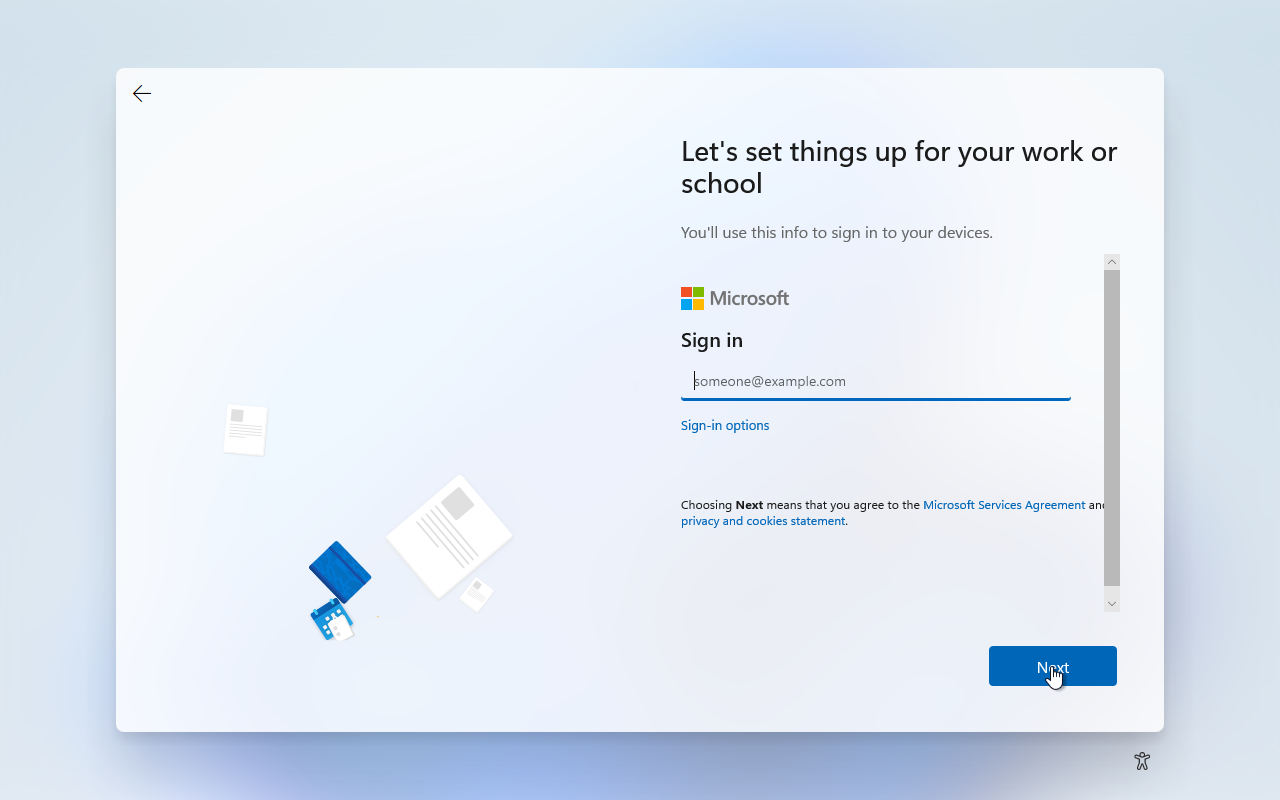 Let's set things up for your work or
school
You'll use this info to sign in to your devices.
Microsoft
Sign in
someone@example.com
Sign-in options
Choosing Next means that you agree to the Microsoft Services Agreement and
privacy and cookies statement.
Next